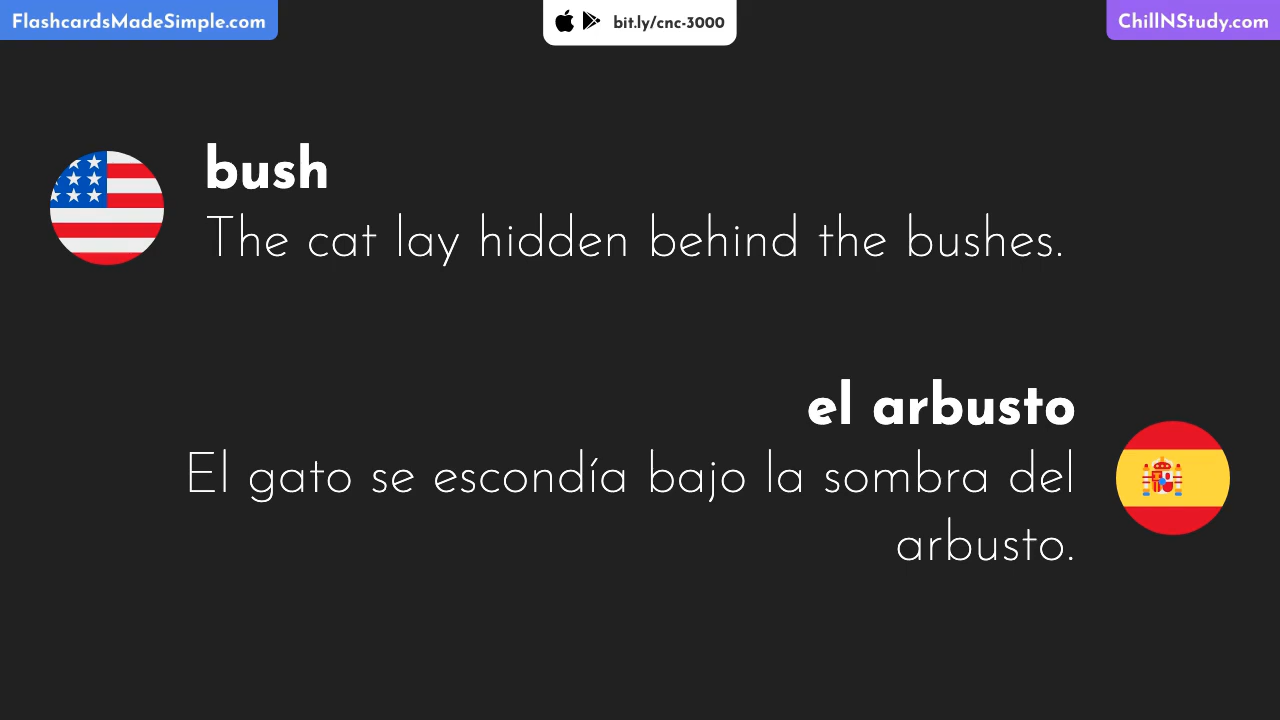 FlashcardsMadeSimple.com
bit.ly/cnc-3000
ChillNStudy.com
bush
The cat lay hidden behind the bushes.
el arbusto
El gato se escondía bajo la sombra del
arbusto.